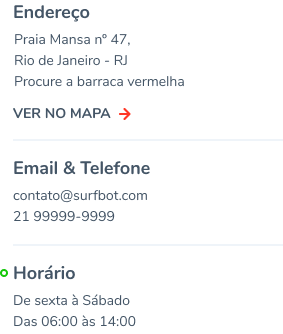 Endereço
Praia Mansa nº 47,
Rio de Janeiro - RJ
Procure a barraca vermelha
VER NO MAPA
Email & Telefone
contato@surfbot.com
21 99999-9999
Horário
De sexta à Sábado
Das 06:00 às 14:00